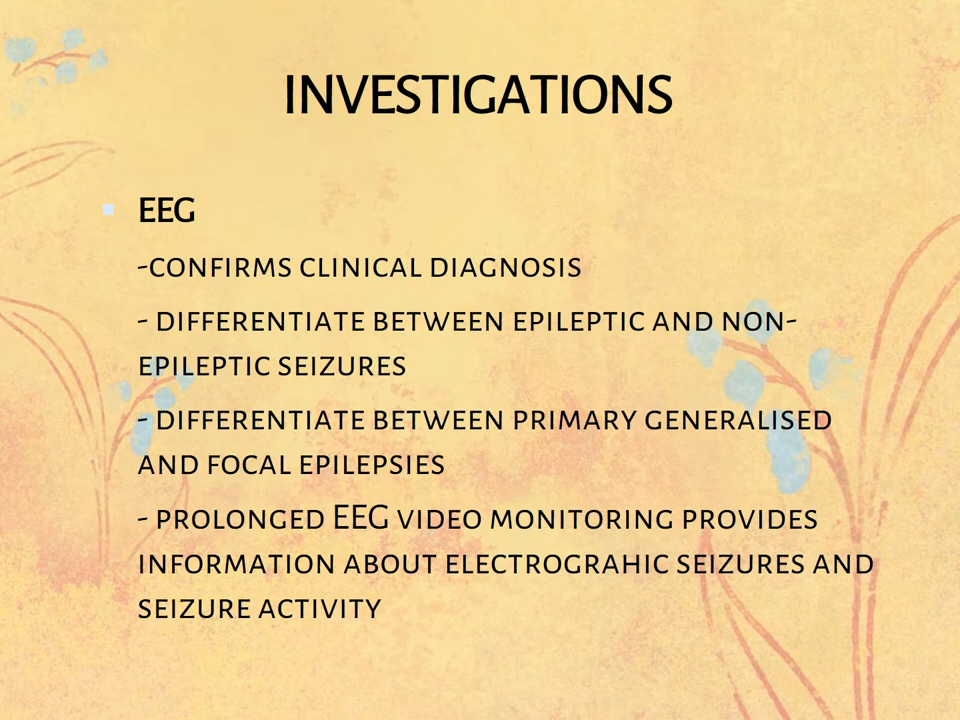 INVESTIGATIONS
▪ EEG
-CONFIRMS CLINICAL DIAGNOSIS
- DIFFERENTIATE BETWEEN EPILEPTIC AND NON-
EPILEPTIC SEIZURES
- DIFFERENTIATE BETWEEN PRIMARY GENERALISED
AND FOCAL EPILEPSIES
- PROLONGED EEG VIDEO MONITORING PROVIDES
INFORMATION ABOUT ELECTROGRAHIC SEIZURES AND
SEIZURE ACTIVITY